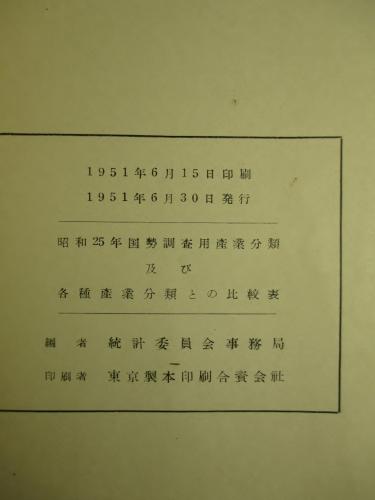 1951年6月15日印刷
1951年6月30日発行
昭和25年国勢調査用産業分類
及び
各種産業分類との比較表
編者 統計委員会事務局
印刷者 東京製本印刷合資会社